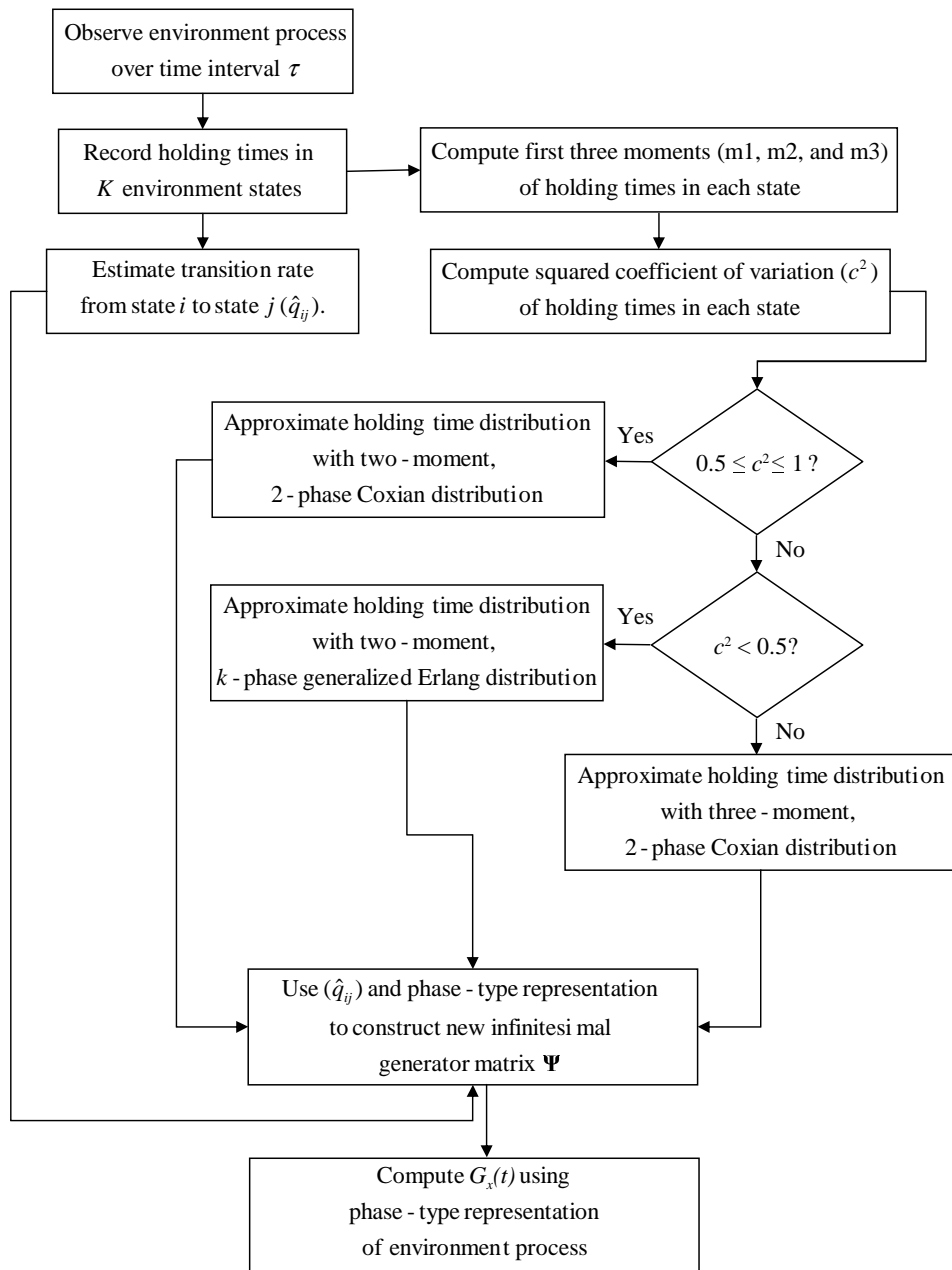 Observe environment process
over time interval τ
Record holding times in
K environment states
Compute first three moments (m1, m2, and m3)
of holding times in each state
Estimate transition rate
from state i to state j (q̂ij).
Compute squared coefficient of variation (c²)
of holding times in each state
Approximate holding time distribution
with two - moment,
2 - phase Coxian distribution
Yes
0.5 ≤ c² ≤ 1 ?
No
Approximate holding time distribution
with two - moment,
k - phase generalized Erlang distribution
Yes
c² < 0.5?
No
Approximate holding time distribution
with three - moment,
2 - phase Coxian distribution
Use (q̂ij) and phase - type representation
to construct new infinitesi mal
generator matrix Ψ
Compute Gx(t) using
phase - type representation
of environment process